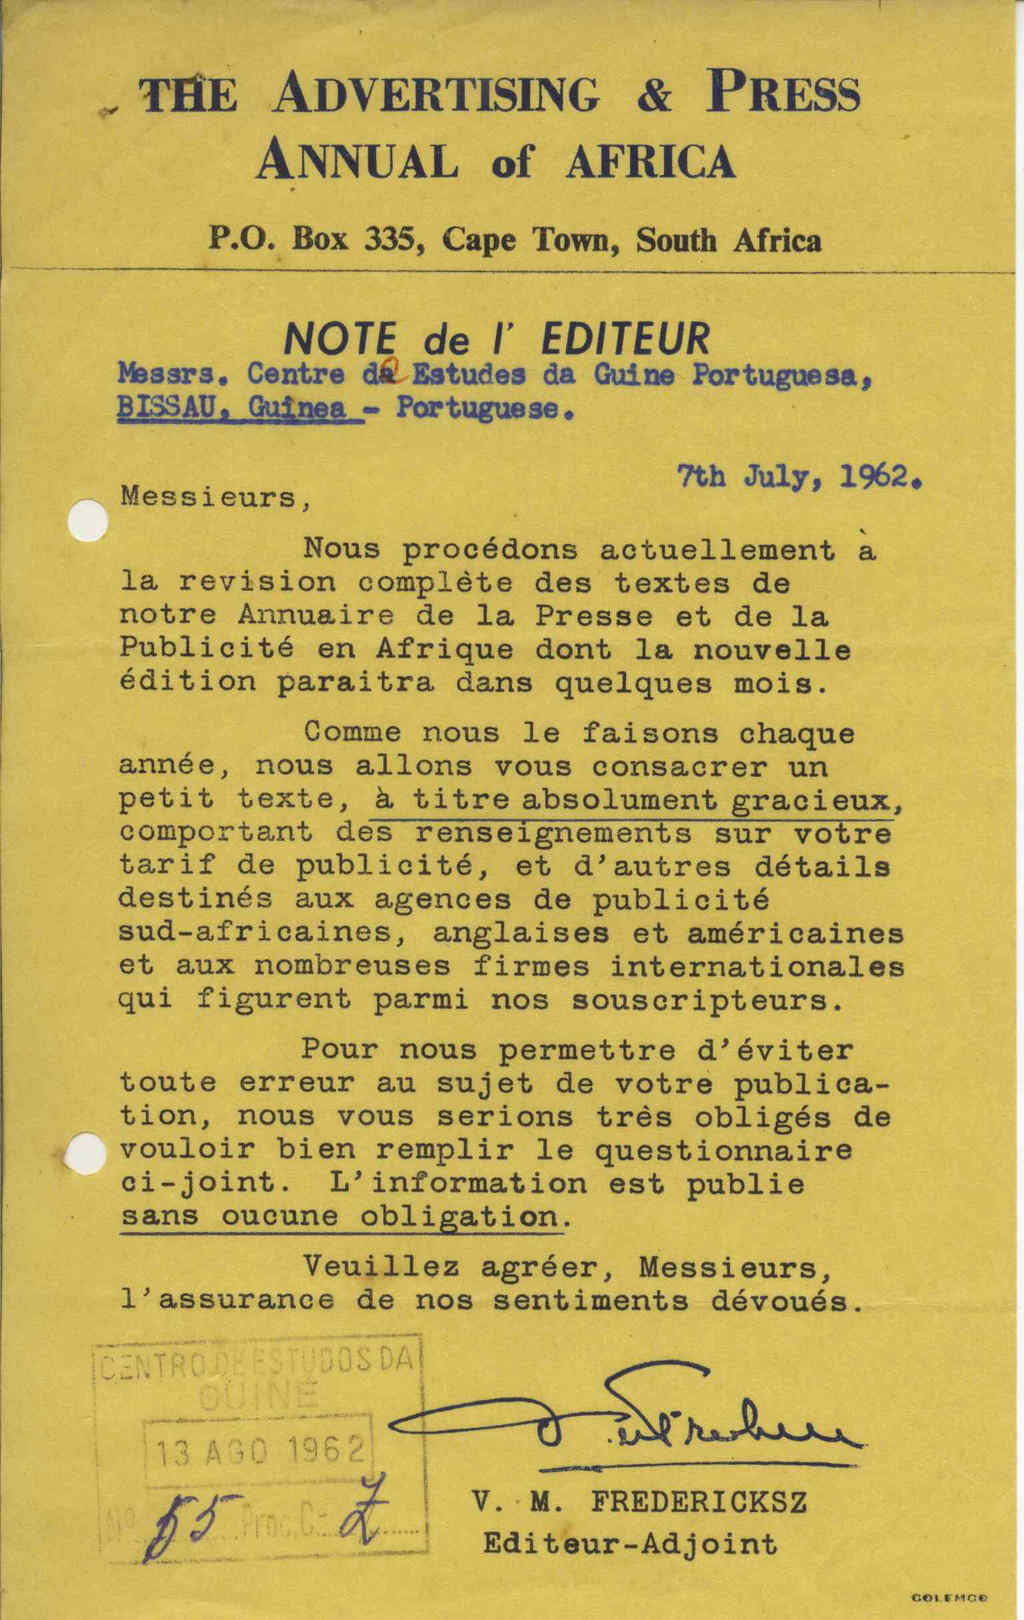 THE ADVERTISING & PRESS
ANNUAL of AFRICA
P.O. Box 335, Cape Town, South Africa
NOTE de l' EDITEUR
Messrs. Centre de Estudes da Guine Portuguesa,
BISSAU, Guinea - Portuguese.
7th July, 1962.
Messieurs,
Nous procédons actuellement à
la revision complète des textes de
notre Annuaire de la Presse et de la
Publicité en Afrique dont la nouvelle
édition paraitra dans quelques mois.
Comme nous le faisons chaque
année, nous allons vous consacrer un
petit texte, à titre absolument gracieux,
comportant des renseignements sur votre
tarif de publicité, et d'autres détails
destinés aux agences de publicité
sud-africaines, anglaises et américaines
et aux nombreuses firmes internationales
qui figurent parmi nos souscripteurs.
Pour nous permettre d'éviter
toute erreur au sujet de votre publica-
tion, nous vous serions très obligés de
vouloir bien remplir le questionnaire
ci-joint. L'information est publie
sans oucune obligation.
Veuillez agréer, Messieurs,
l'assurance de nos sentiments dévoués.
CENTRO DE ESTUDOS DA
GUINÉ
13 AGO 1962
Nº 55 Proc. C: Z
V. M. FREDERICKSZ
Editeur-Adjoint
GOLEMCO